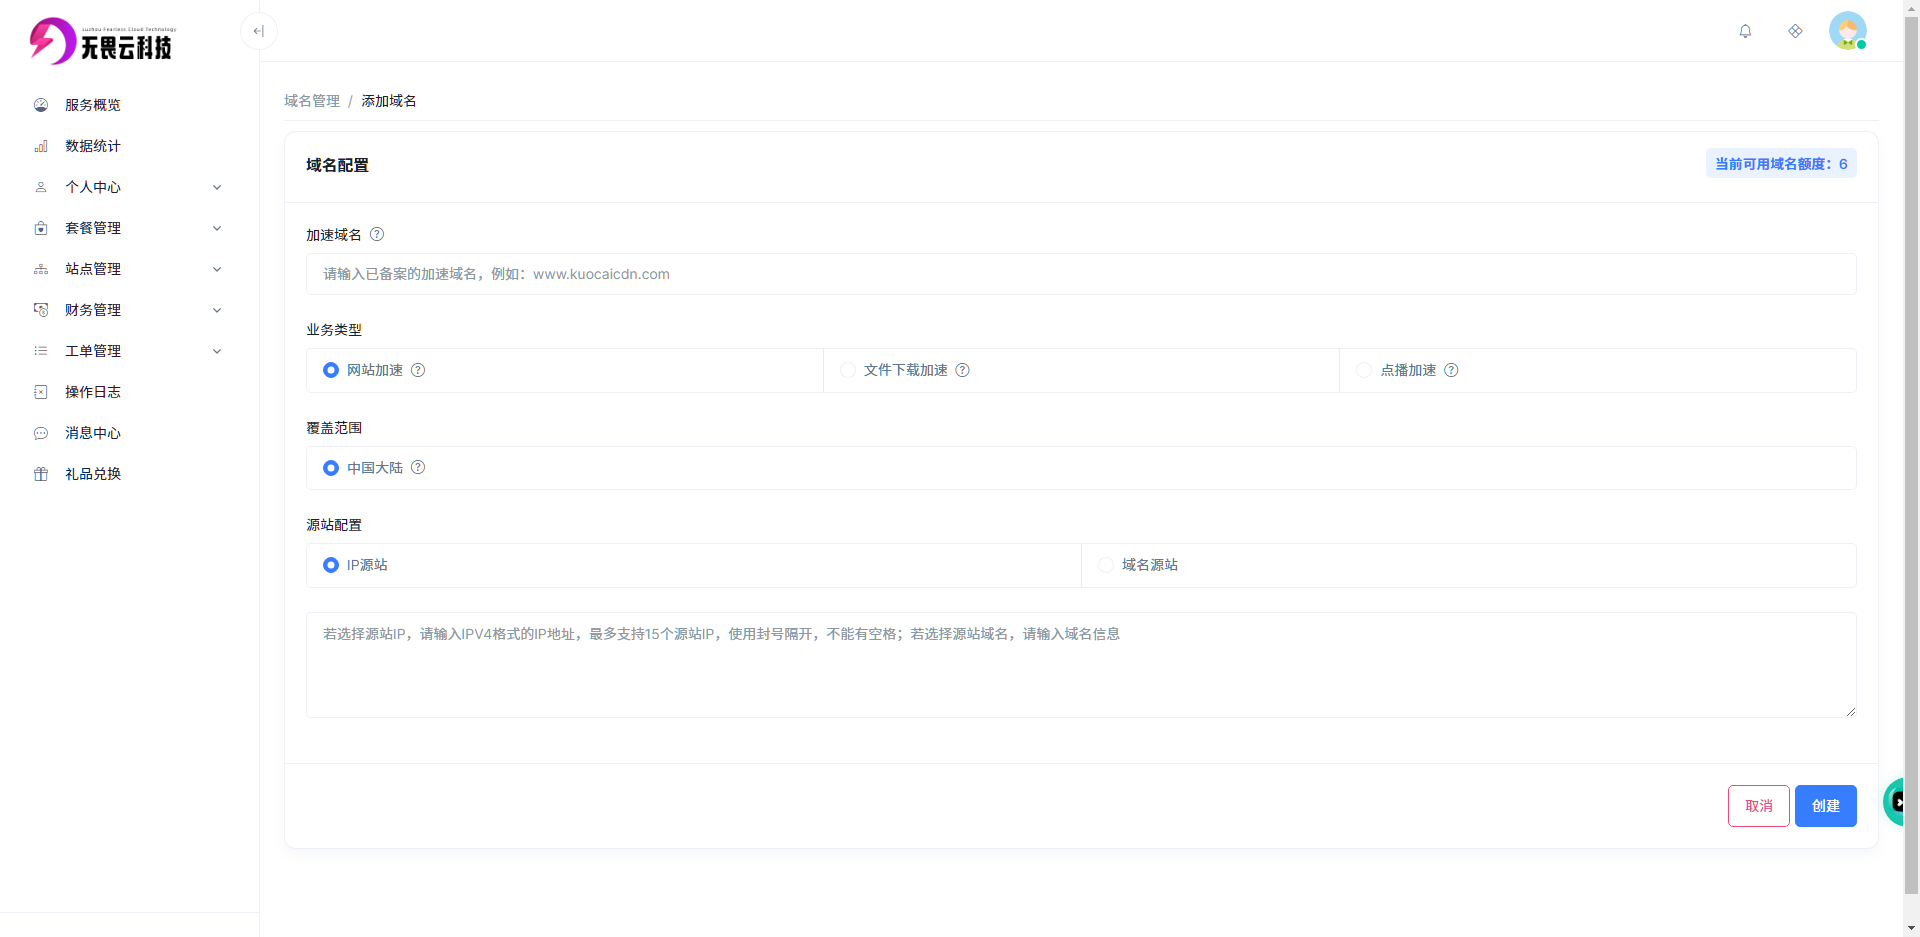 Luzhou Fearless Cloud Technology
无畏云科技
服务概览
数据统计
个人中心
套餐管理
站点管理
财务管理
工单管理
操作日志
消息中心
礼品兑换
域名管理 / 添加域名
域名配置
当前可用域名额度：6
加速域名
请输入已备案的加速域名，例如：www.kuocaicdn.com
业务类型
网站加速 文件下载加速 点播加速
覆盖范围
中国大陆
源站配置
IP源站 域名源站
若选择源站IP，请输入IPV4格式的IP地址，最多支持15个源站IP，使用封号隔开，不能有空格；若选择源站域名，请输入域名信息
取消 创建